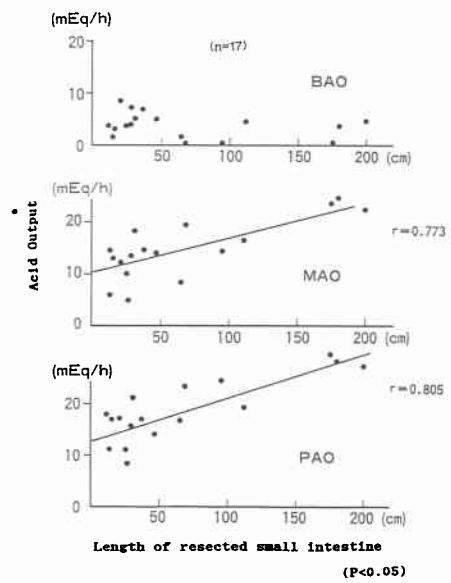 (mEq/h)
(n=17)
BAO
20
10
0
50 100 150 200 (cm)
(mEq/h)
Acid Output
20
10
0
r=0.773
MAO
50 100 150 200 (cm)
(mEq/h)
20
10
0
r=0.805
PAO
50 100 150 200 (cm)
Length of resected small intestine
(P<0.05)